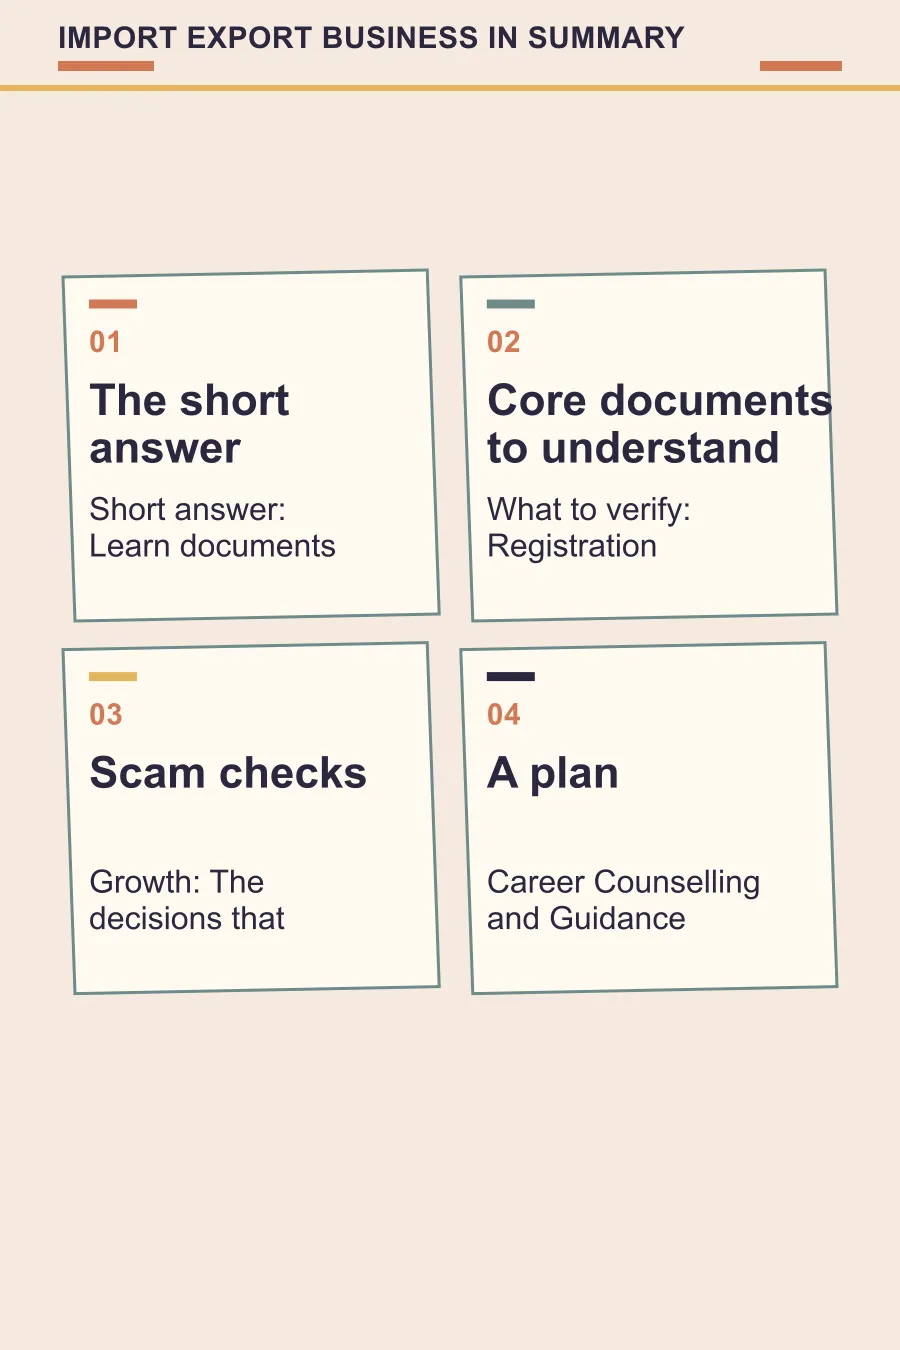 IMPORT EXPORT BUSINESS IN SUMMARY
01
The short
answer
Short answer:
Learn documents
02
Core documents
to understand
What to verify:
Registration
03
Scam checks
Growth: The
decisions that
04
A plan
Career Counselling
and Guidance